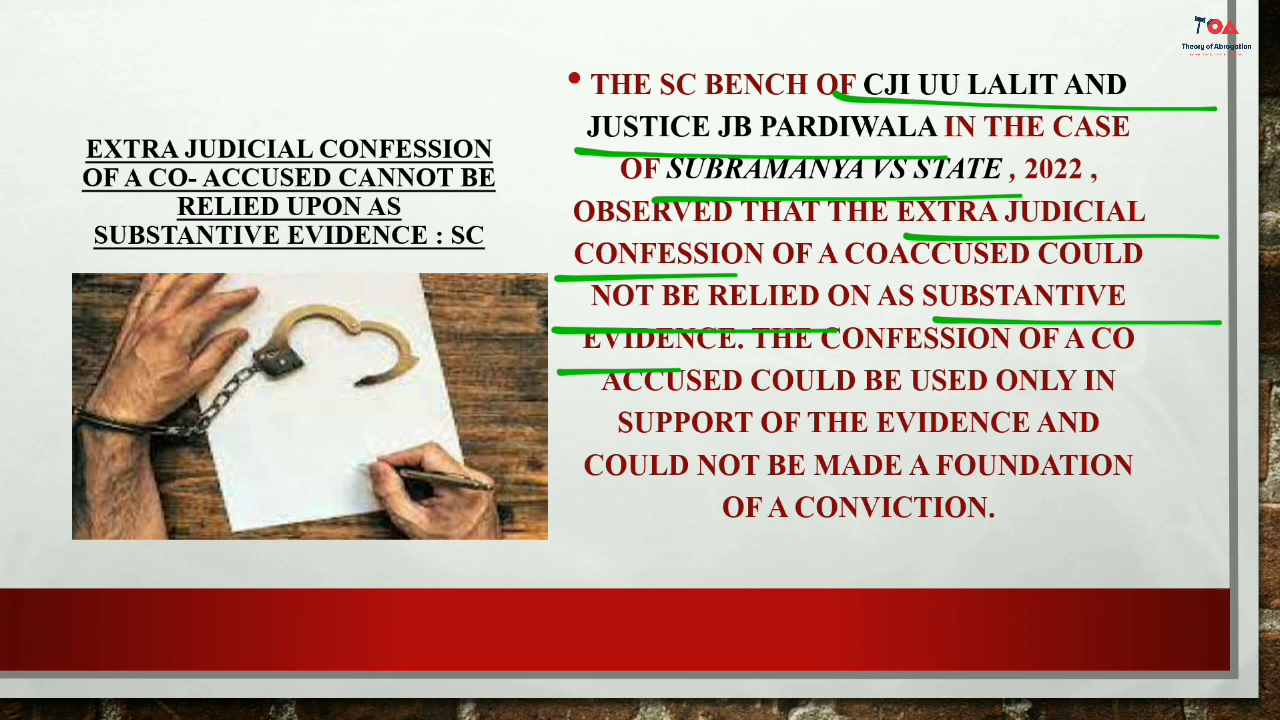 TOA
Theory of Abrogation
EXTRA JUDICIAL CONFESSION
OF A CO- ACCUSED CANNOT BE
RELIED UPON AS
SUBSTANTIVE EVIDENCE : SC
• THE SC BENCH OF CJI UU LALIT AND
JUSTICE JB PARDIWALA IN THE CASE
OF SUBRAMANYA VS STATE , 2022 ,
OBSERVED THAT THE EXTRA JUDICIAL
CONFESSION OF A COACCUSED COULD
NOT BE RELIED ON AS SUBSTANTIVE
EVIDENCE. THE CONFESSION OF A CO
ACCUSED COULD BE USED ONLY IN
SUPPORT OF THE EVIDENCE AND
COULD NOT BE MADE A FOUNDATION
OF A CONVICTION.